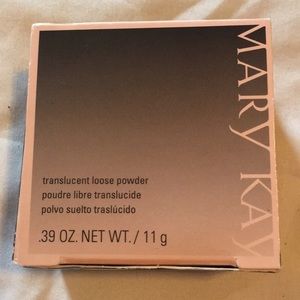 MARY KAY
translucent loose powder
poudre libre translucide
polvo suelto traslúcido
.39 OZ. NET WT. / 11 g